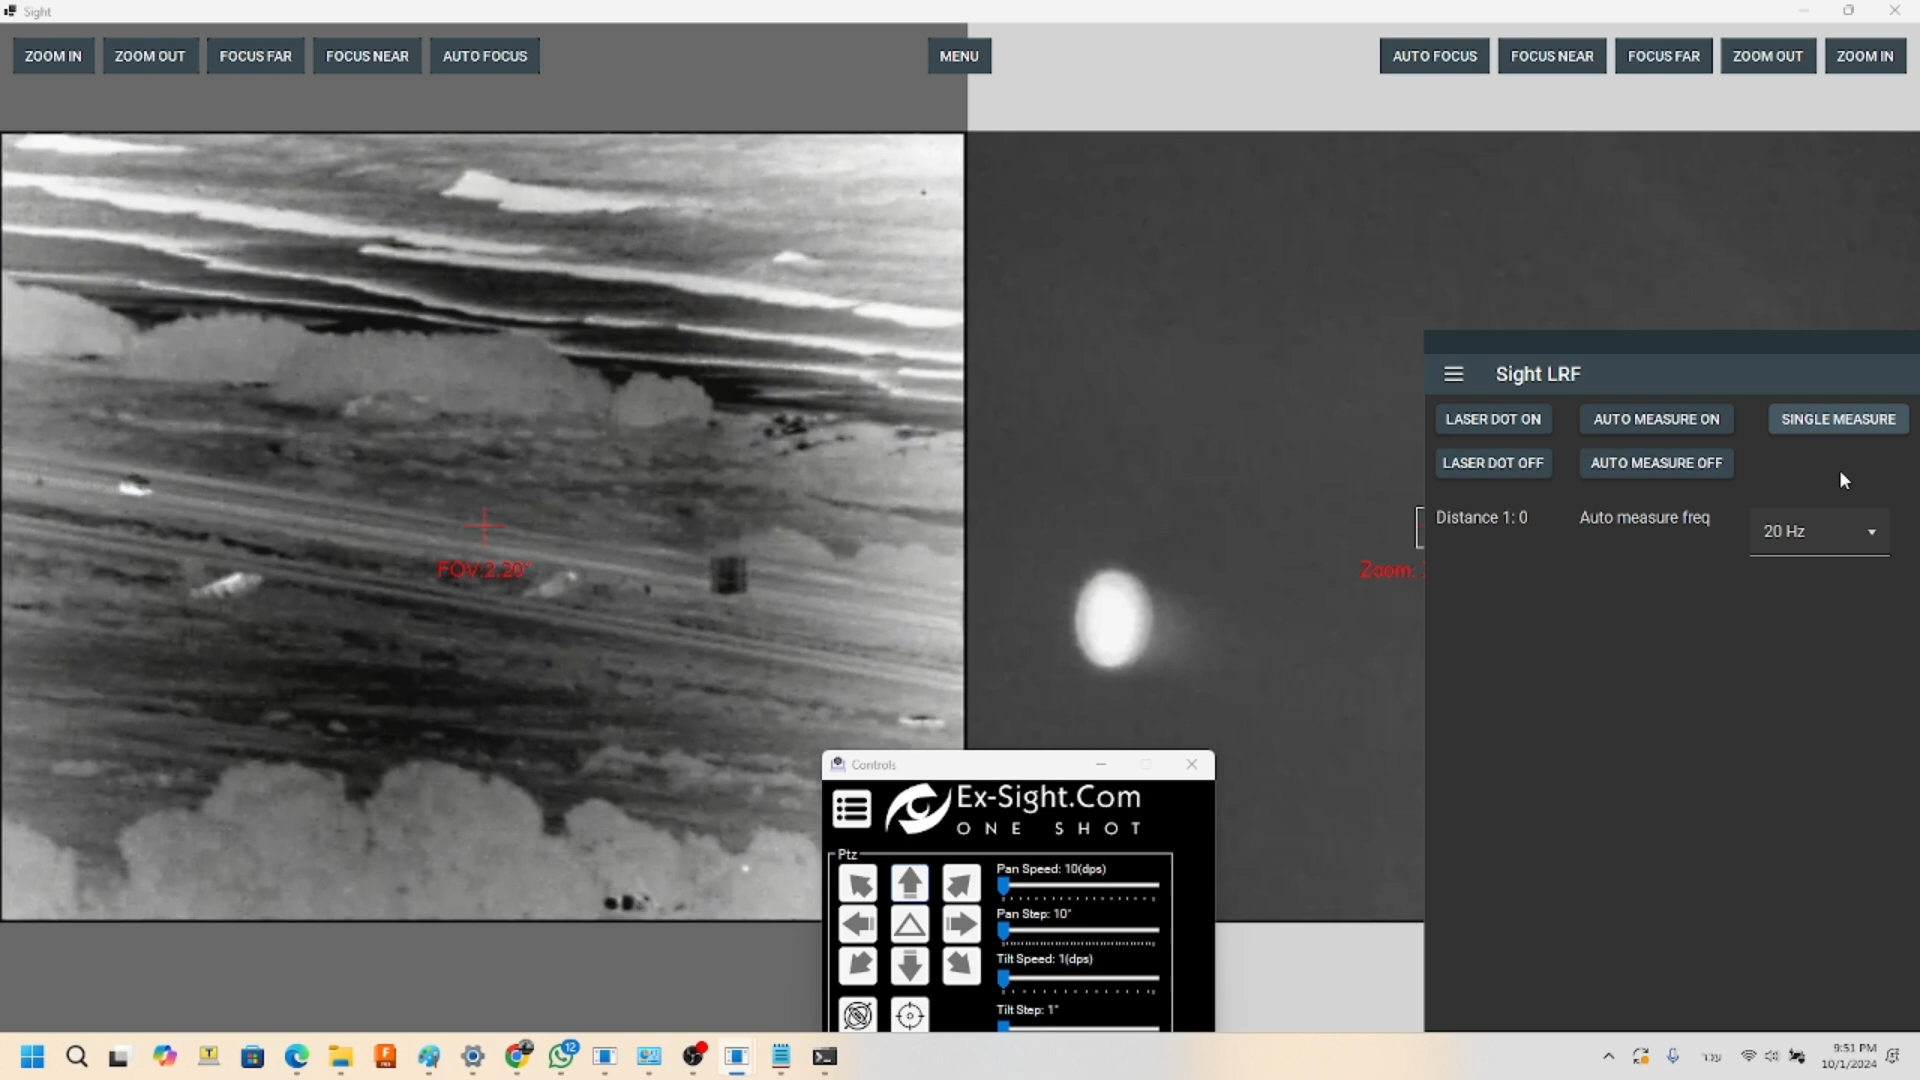 Sight
ZOOM IN
ZOOM OUT
FOCUS FAR
FOCUS NEAR
AUTO FOCUS
MENU
AUTO FOCUS
FOCUS NEAR
FOCUS FAR
ZOOM OUT
ZOOM IN
FOV:2.20°
Zoom:
Sight LRF
LASER DOT ON
AUTO MEASURE ON
SINGLE MEASURE
LASER DOT OFF
AUTO MEASURE OFF
Distance 1: 0
Auto measure freq
20 Hz
Controls
Ex-Sight.Com
ONE SHOT
Ptz
Pan Speed: 10(dps)
Pan Step: 10°
Tilt Speed: 1(dps)
Tilt Step: 1°
12
עבר
9:51 PM
10/1/2024